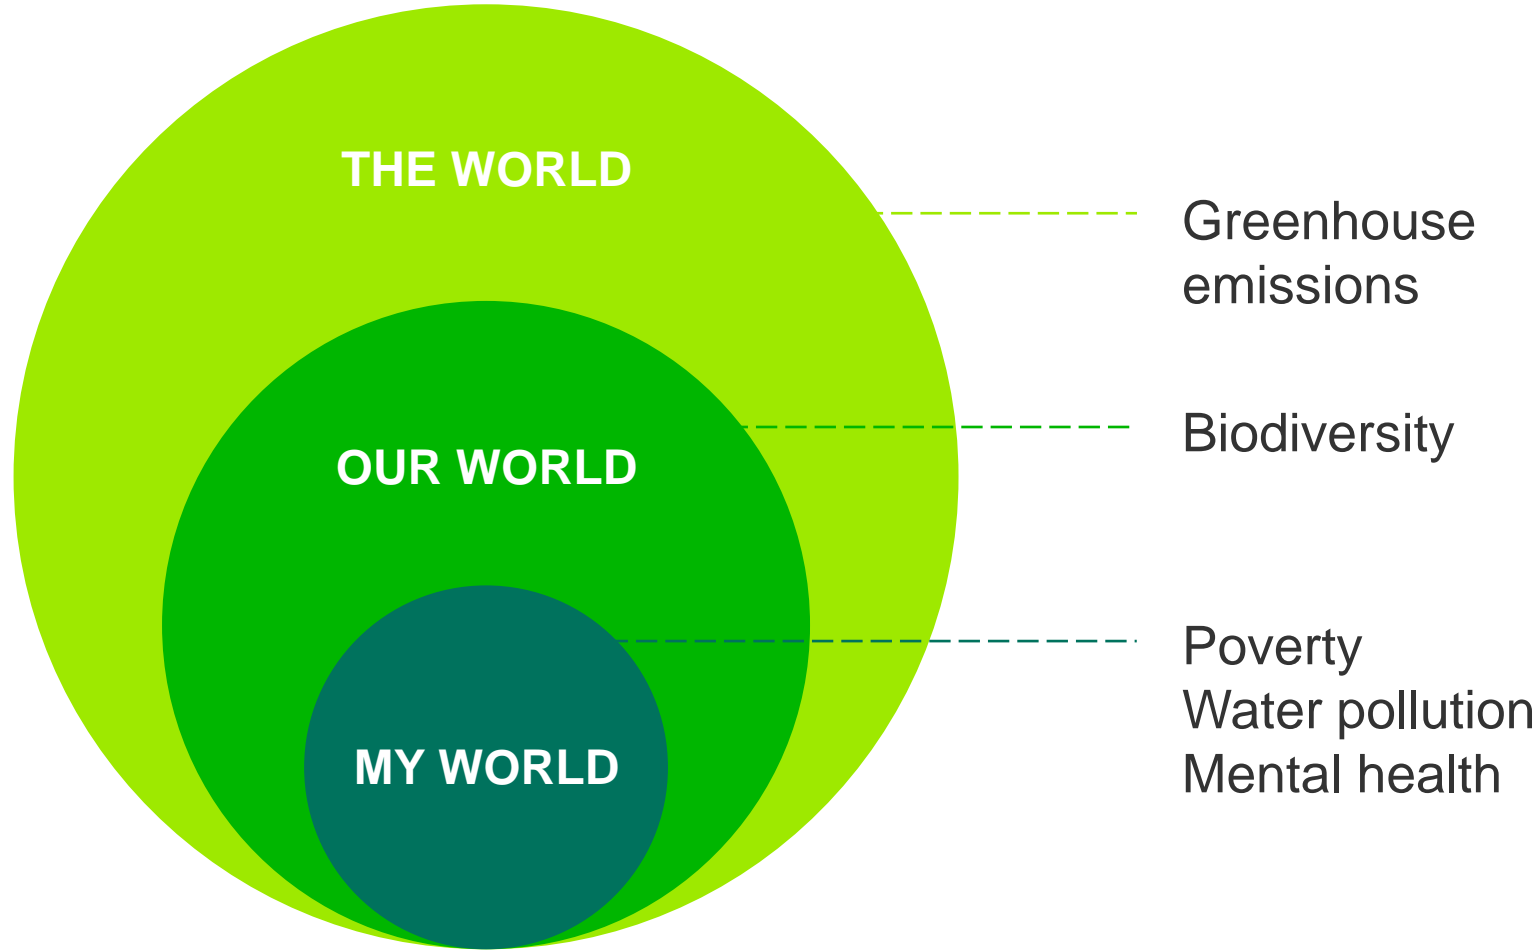 THE WORLD
Greenhouse
emissions
OUR WORLD
Biodiversity
MY WORLD
Poverty
Water pollution
Mental health